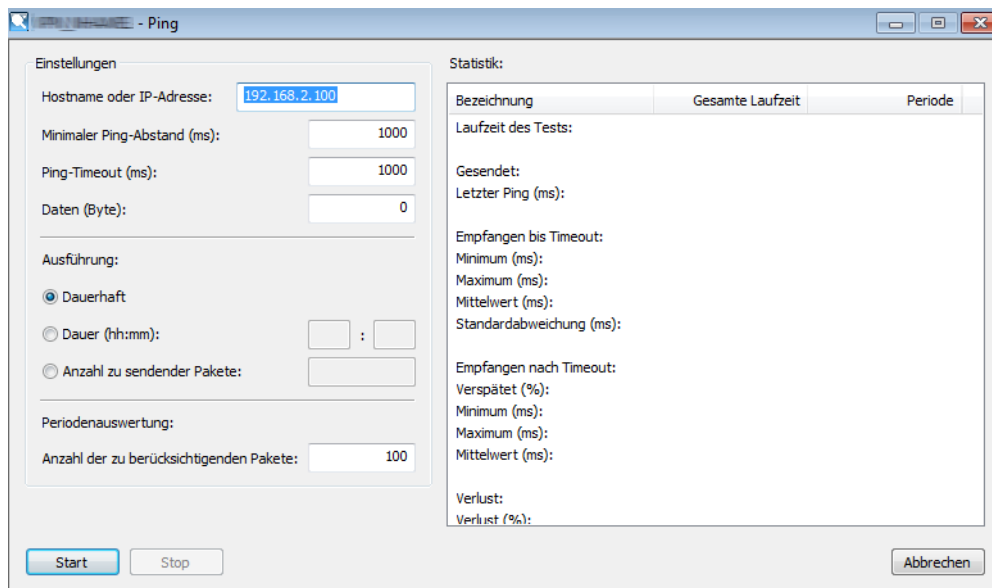 - Ping
Einstellungen
Hostname oder IP-Adresse: 192.168.2.100
Minimaler Ping-Abstand (ms): 1000
Ping-Timeout (ms): 1000
Daten (Byte): 0
Ausführung:
Dauerhaft
Dauer (hh:mm): :
Anzahl zu sendender Pakete:
Periodenauswertung:
Anzahl der zu berücksichtigenden Pakete: 100
Statistik:
Bezeichnung Gesamte Laufzeit Periode
Laufzeit des Tests:
Gesendet:
Letzter Ping (ms):
Empfangen bis Timeout:
Minimum (ms):
Maximum (ms):
Mittelwert (ms):
Standardabweichung (ms):
Empfangen nach Timeout:
Verspätet (%):
Minimum (ms):
Maximum (ms):
Mittelwert (ms):
Verlust:
Verlust (%):
Start Stop Abbrechen